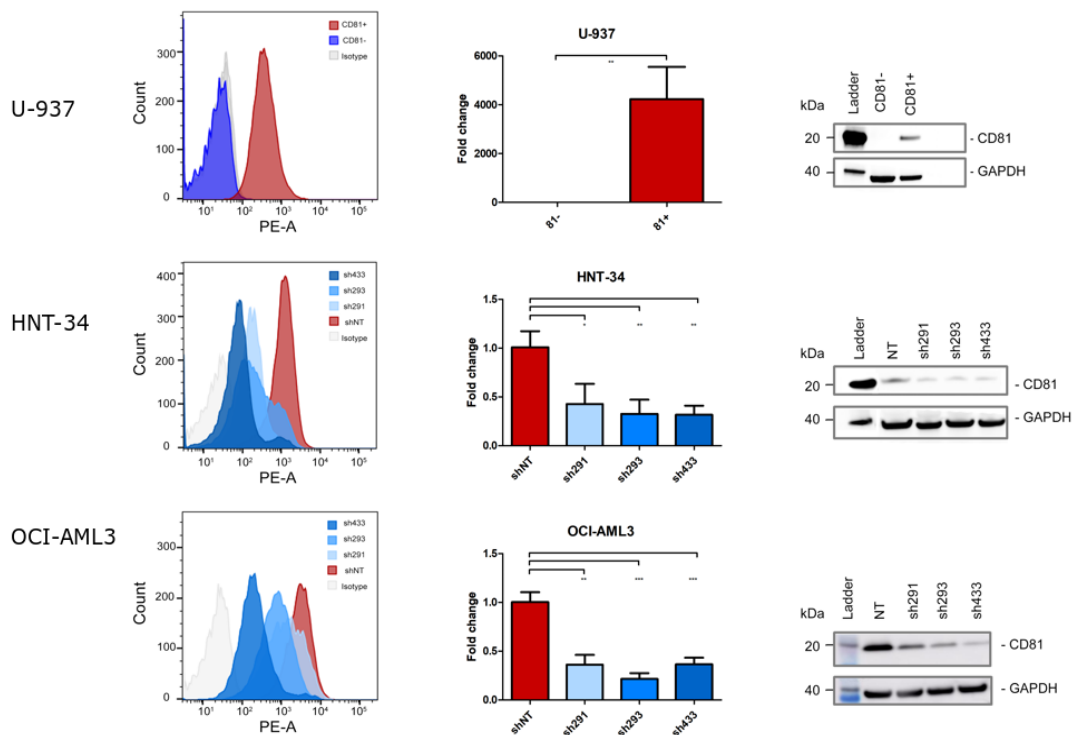 U-937
CD81+
CD81-
Isotype
Count
300
200
100
0
10¹ 10² 10³ 10⁴ 10⁵
PE-A
U-937
Fold change
6000
4000
2000
0
**
81-
81+
kDa
Ladder
CD81-
CD81+
20
- CD81
40
- GAPDH
HNT-34
sh433
sh293
sh291
shNT
Isotype
Count
400
300
200
100
0
10¹ 10² 10³ 10⁴ 10⁵
PE-A
HNT-34
Fold change
1.5
1.0
0.5
0.0
* ** **
shNT
sh291
sh293
sh433
kDa
Ladder
NT
sh291
sh293
sh433
20
- CD81
40
- GAPDH
OCI-AML3
sh433
sh293
sh291
shNT
Isotype
Count
300
200
100
0
10¹ 10² 10³ 10⁴ 10⁵
PE-A
OCI-AML3
Fold change
1.5
1.0
0.5
0.0
** *** ***
shNT
sh291
sh293
sh433
kDa
Ladder
NT
sh291
sh293
sh433
20
- CD81
40
- GAPDH